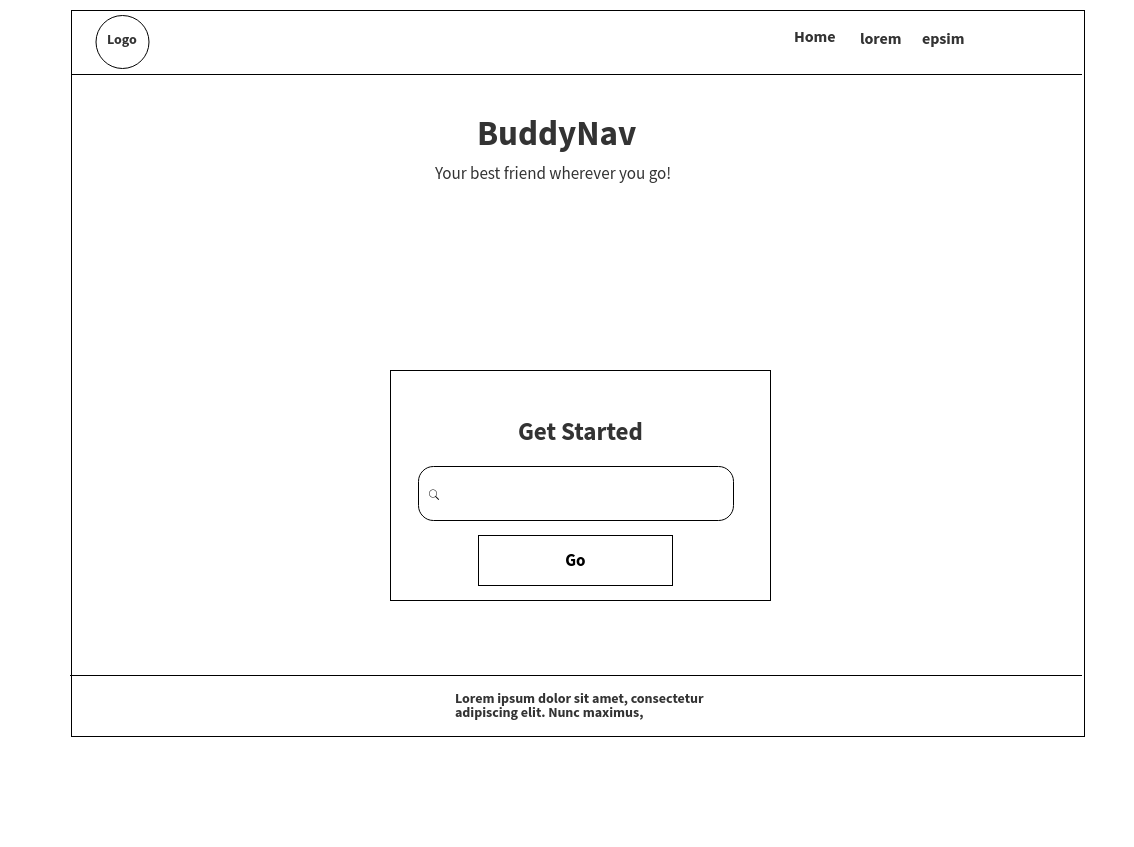 Logo
Home lorem epsim
BuddyNav
Your best friend wherever you go!
Get Started
Go
Lorem ipsum dolor sit amet, consectetur
adipiscing elit. Nunc maximus,